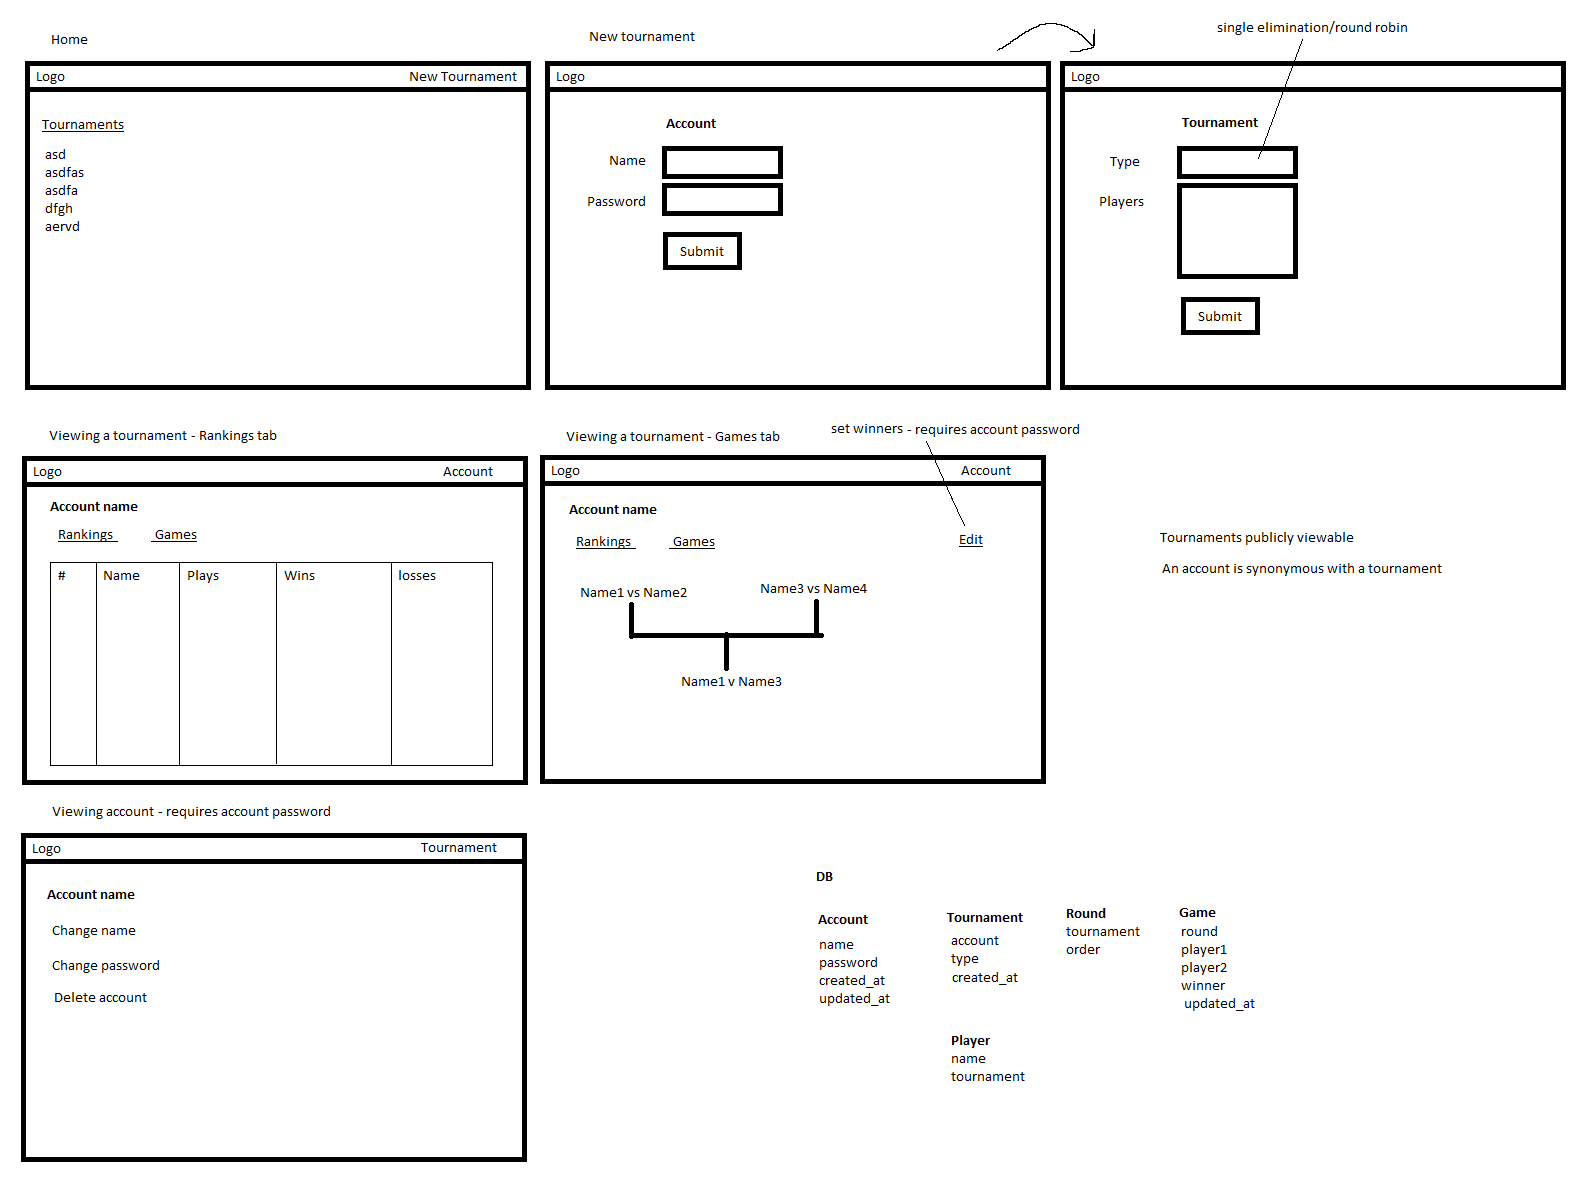 Home
New tournament
single elimination/round robin
Logo
New Tournament
Tournaments
asd
asdfas
asdfa
dfgh
aervd
Logo
Account
Name
Password
Submit
Logo
Tournament
Type
Players
Submit
Viewing a tournament - Rankings tab
Logo
Account
Account name
Rankings
Games
# Name Plays Wins losses
Viewing a tournament - Games tab
set winners - requires account password
Logo
Account
Account name
Rankings
Games
Edit
Name1 vs Name2
Name3 vs Name4
Name1 v Name3
Tournaments publicly viewable
An account is synonymous with a tournament
Viewing account - requires account password
Logo
Tournament
Account name
Change name
Change password
Delete account
DB
Account
name
password
created_at
updated_at
Tournament
account
type
created_at
Round
tournament
order
Game
round
player1
player2
winner
updated_at
Player
name
tournament